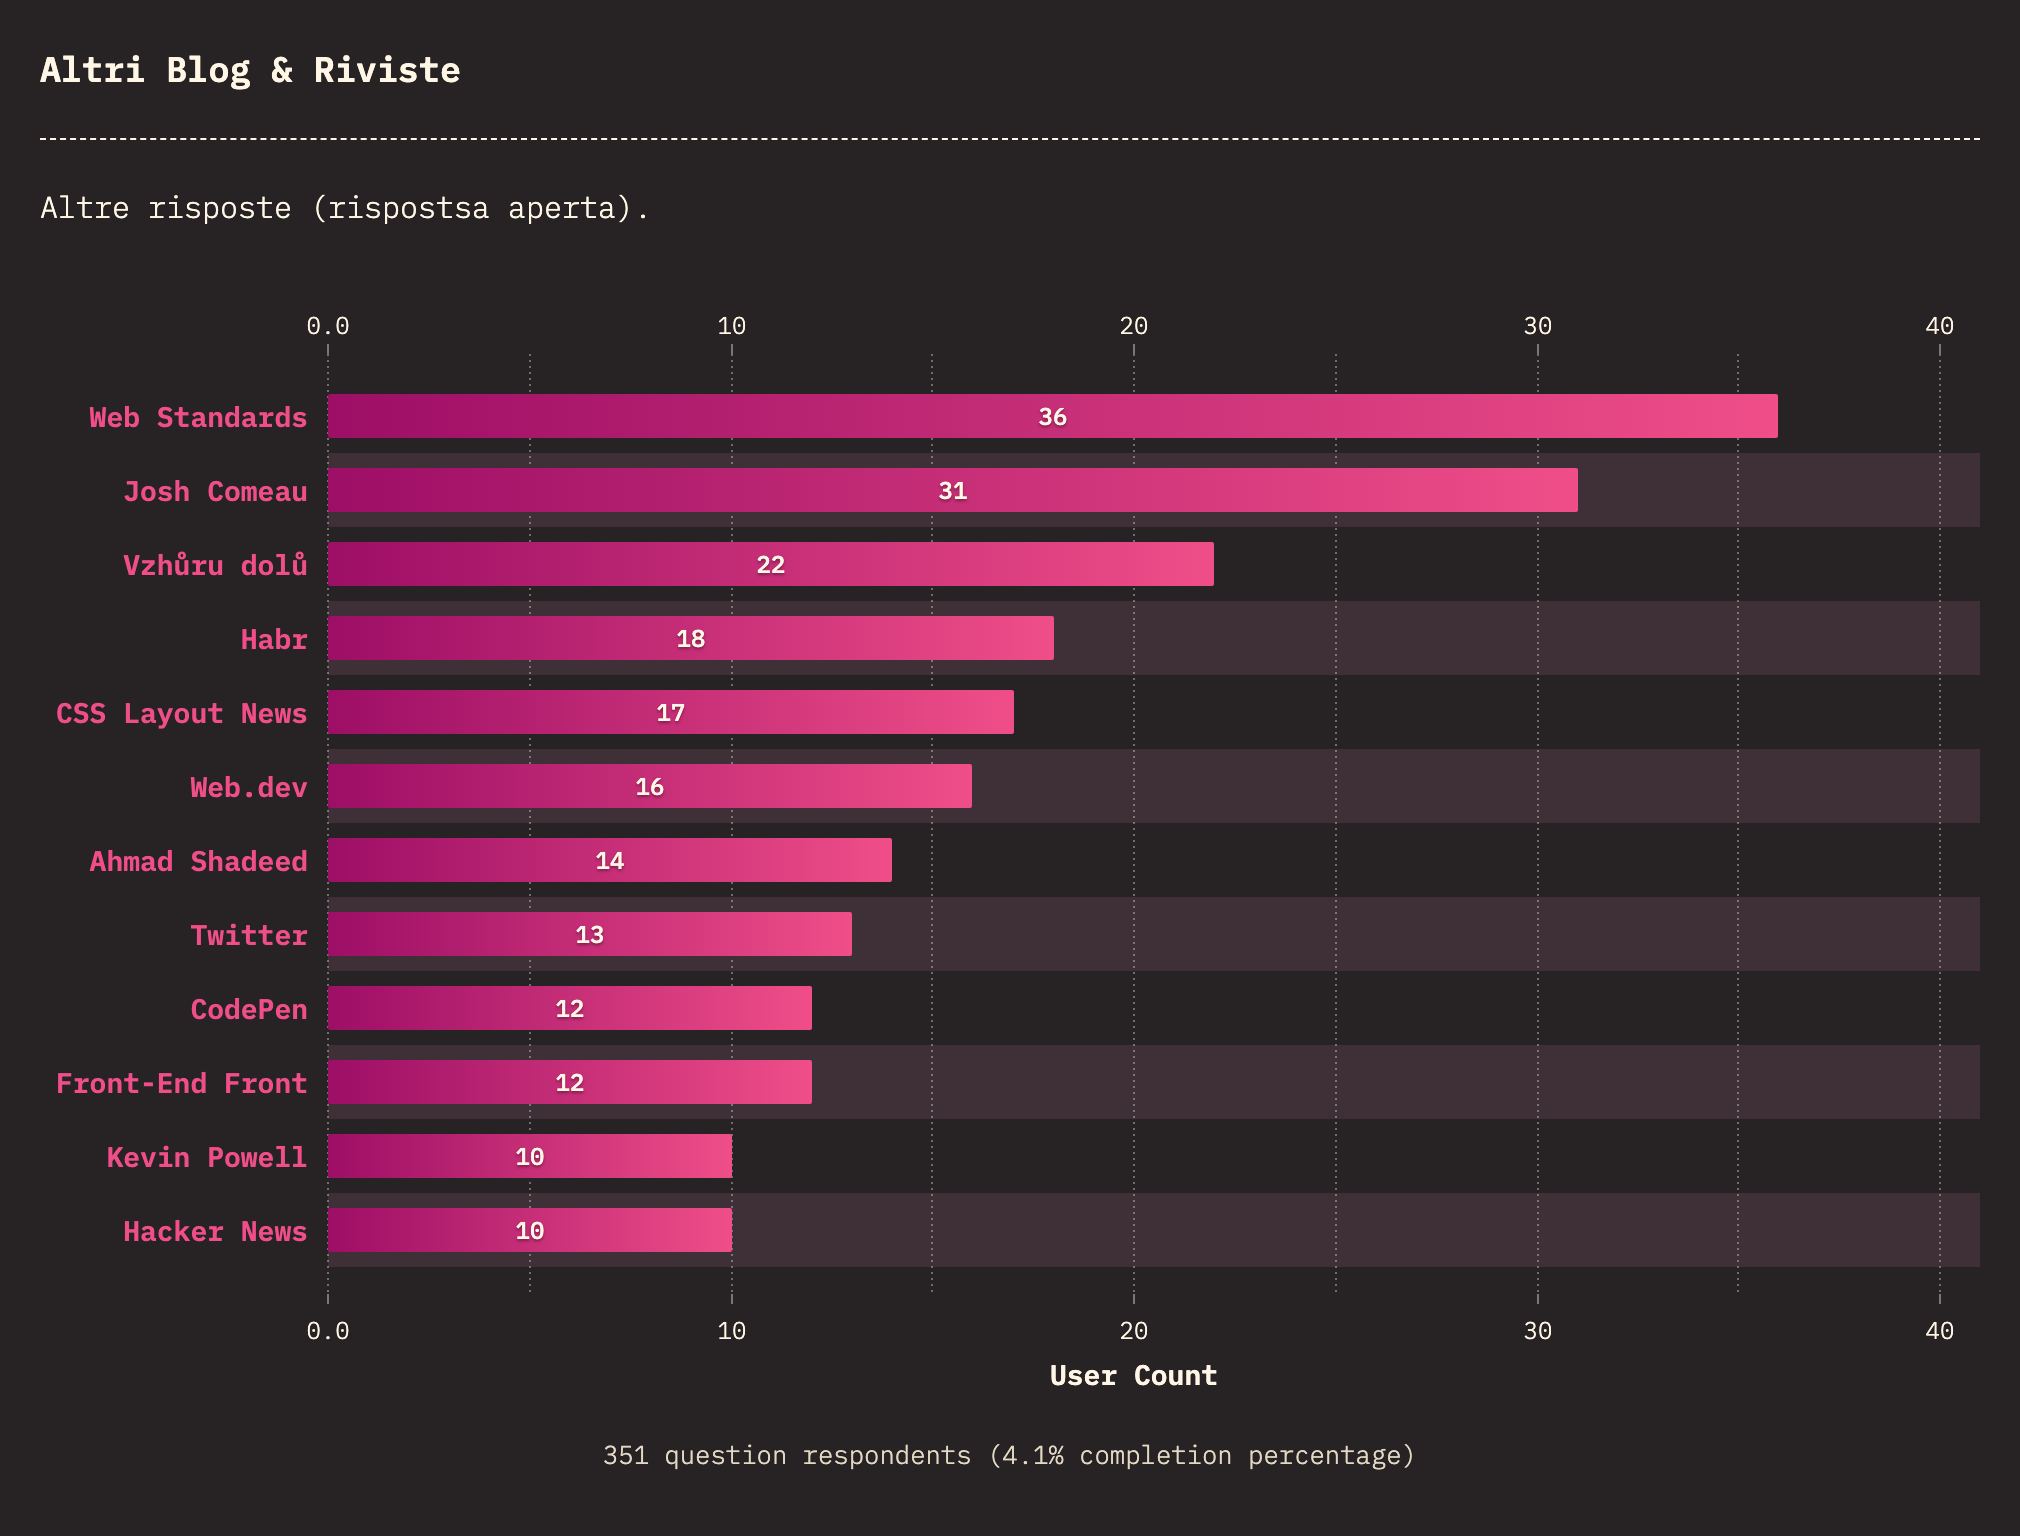 Altri Blog & Riviste
Altre risposte (rispostsa aperta).
0.0 10 20 30 40
Web Standards 36
Josh Comeau 31
Vzhůru dolů 22
Habr 18
CSS Layout News 17
Web.dev 16
Ahmad Shadeed 14
Twitter 13
CodePen 12
Front-End Front 12
Kevin Powell 10
Hacker News 10
0.0 10 20 30 40
User Count
351 question respondents (4.1% completion percentage)